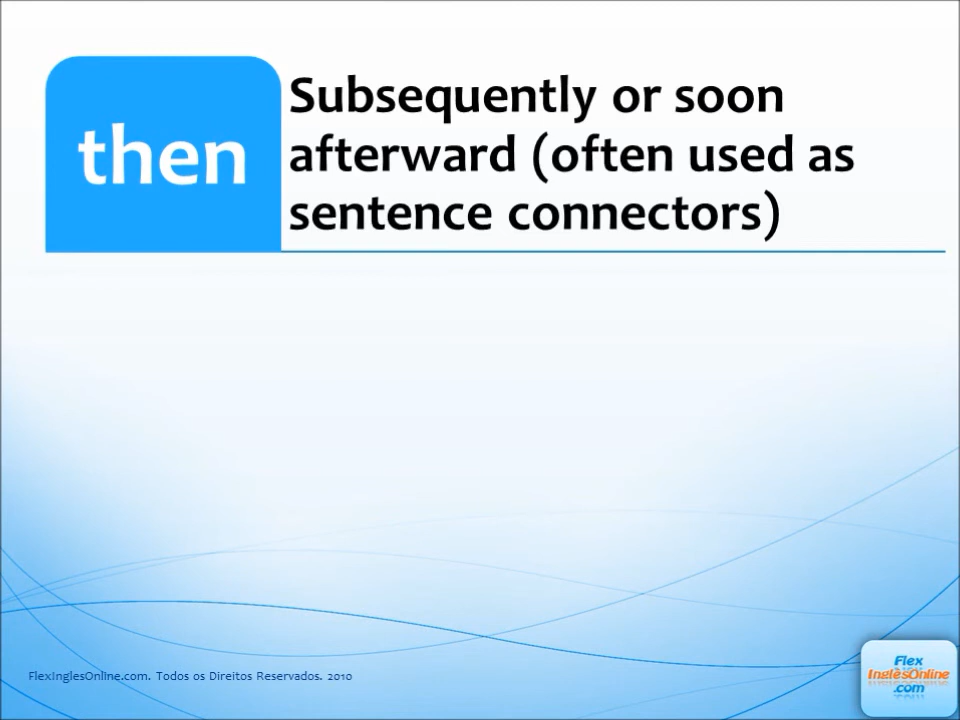 then
Subsequently or soon
afterward (often used as
sentence connectors)
FlexInglesOnline.com. Todos os Direitos Reservados. 2010
Flex
InglêsOnline
.com